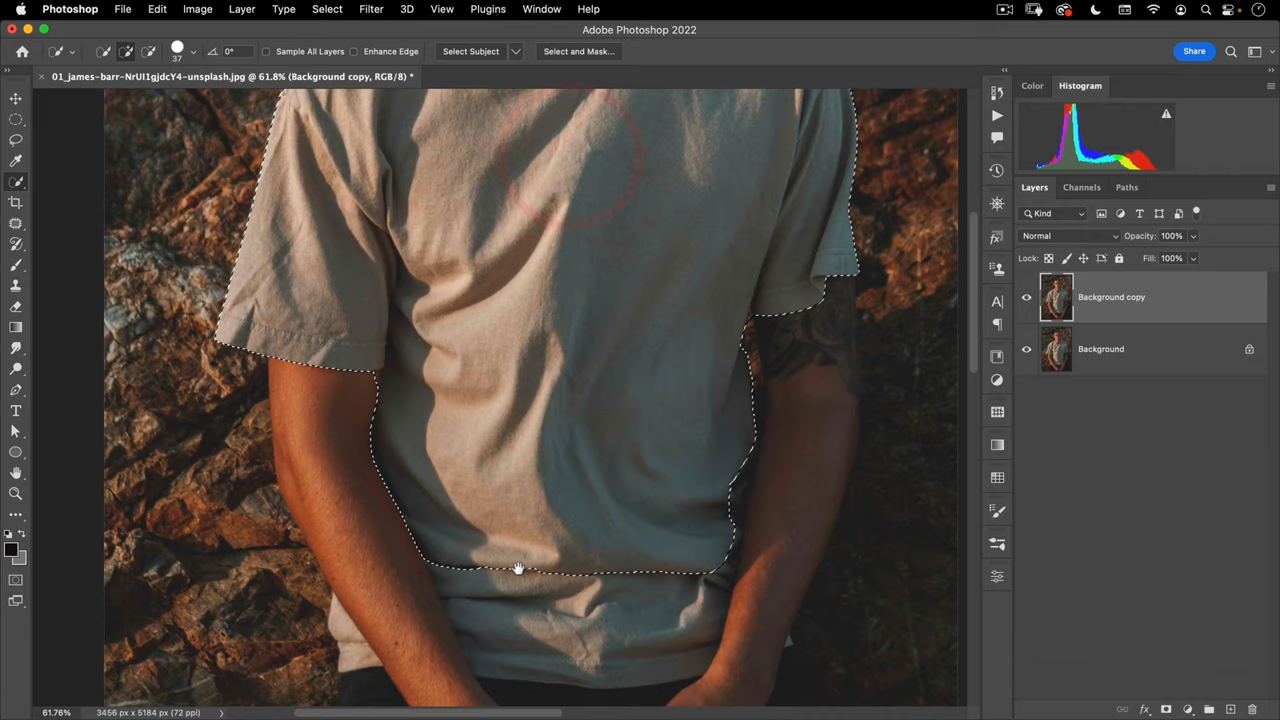 Photoshop File Edit Image Layer Type Select Filter 3D View Plugins Window Help
Adobe Photoshop 2022
37 0° Sample All Layers Enhance Edge Select Subject Select and Mask... Share
01_james-barr-NrUI1gjdcY4-unsplash.jpg @ 61.8% (Background copy, RGB/8) *
Color Histogram
Layers Channels Paths
Kind
Normal Opacity: 100%
Lock: Fill: 100%
Background copy
Background
61.76% 3456 px x 5184 px (72 ppi)